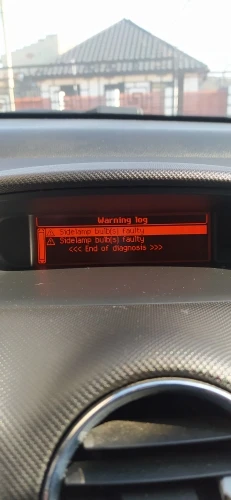 Warning log
Sidelamp bulb(s) faulty
Sidelamp bulb(s) faulty
<<< End of diagnosis >>>